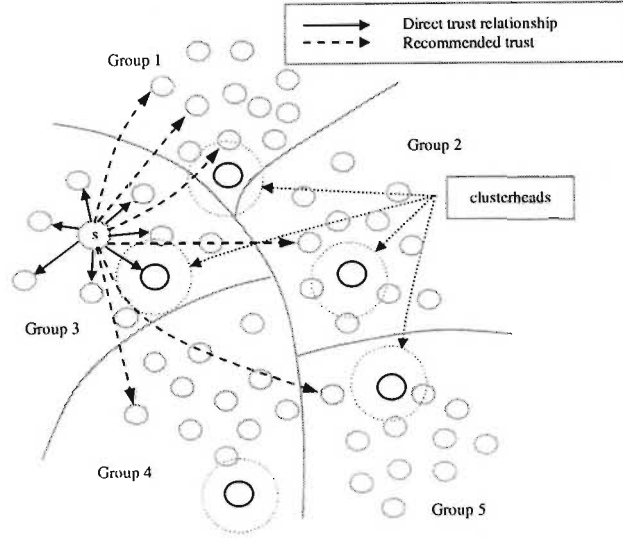 Direct trust relationship
Recommended trust
Group 1
Group 2
clusterheads
s
Group 3
Group 4
Group 5